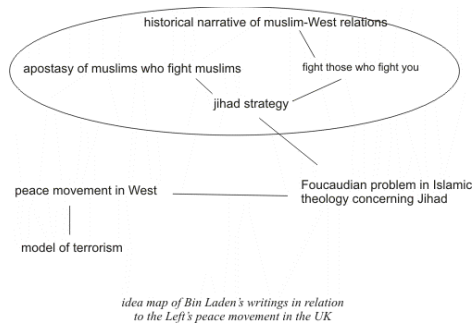 historical narrative of muslim-West relations
apostasy of muslims who fight muslims
fight those who fight you
jihad strategy
peace movement in West
Foucaudian problem in Islamic
theology concerning Jihad
model of terrorism
idea map of Bin Laden's writings in relation
to the Left's peace movement in the UK